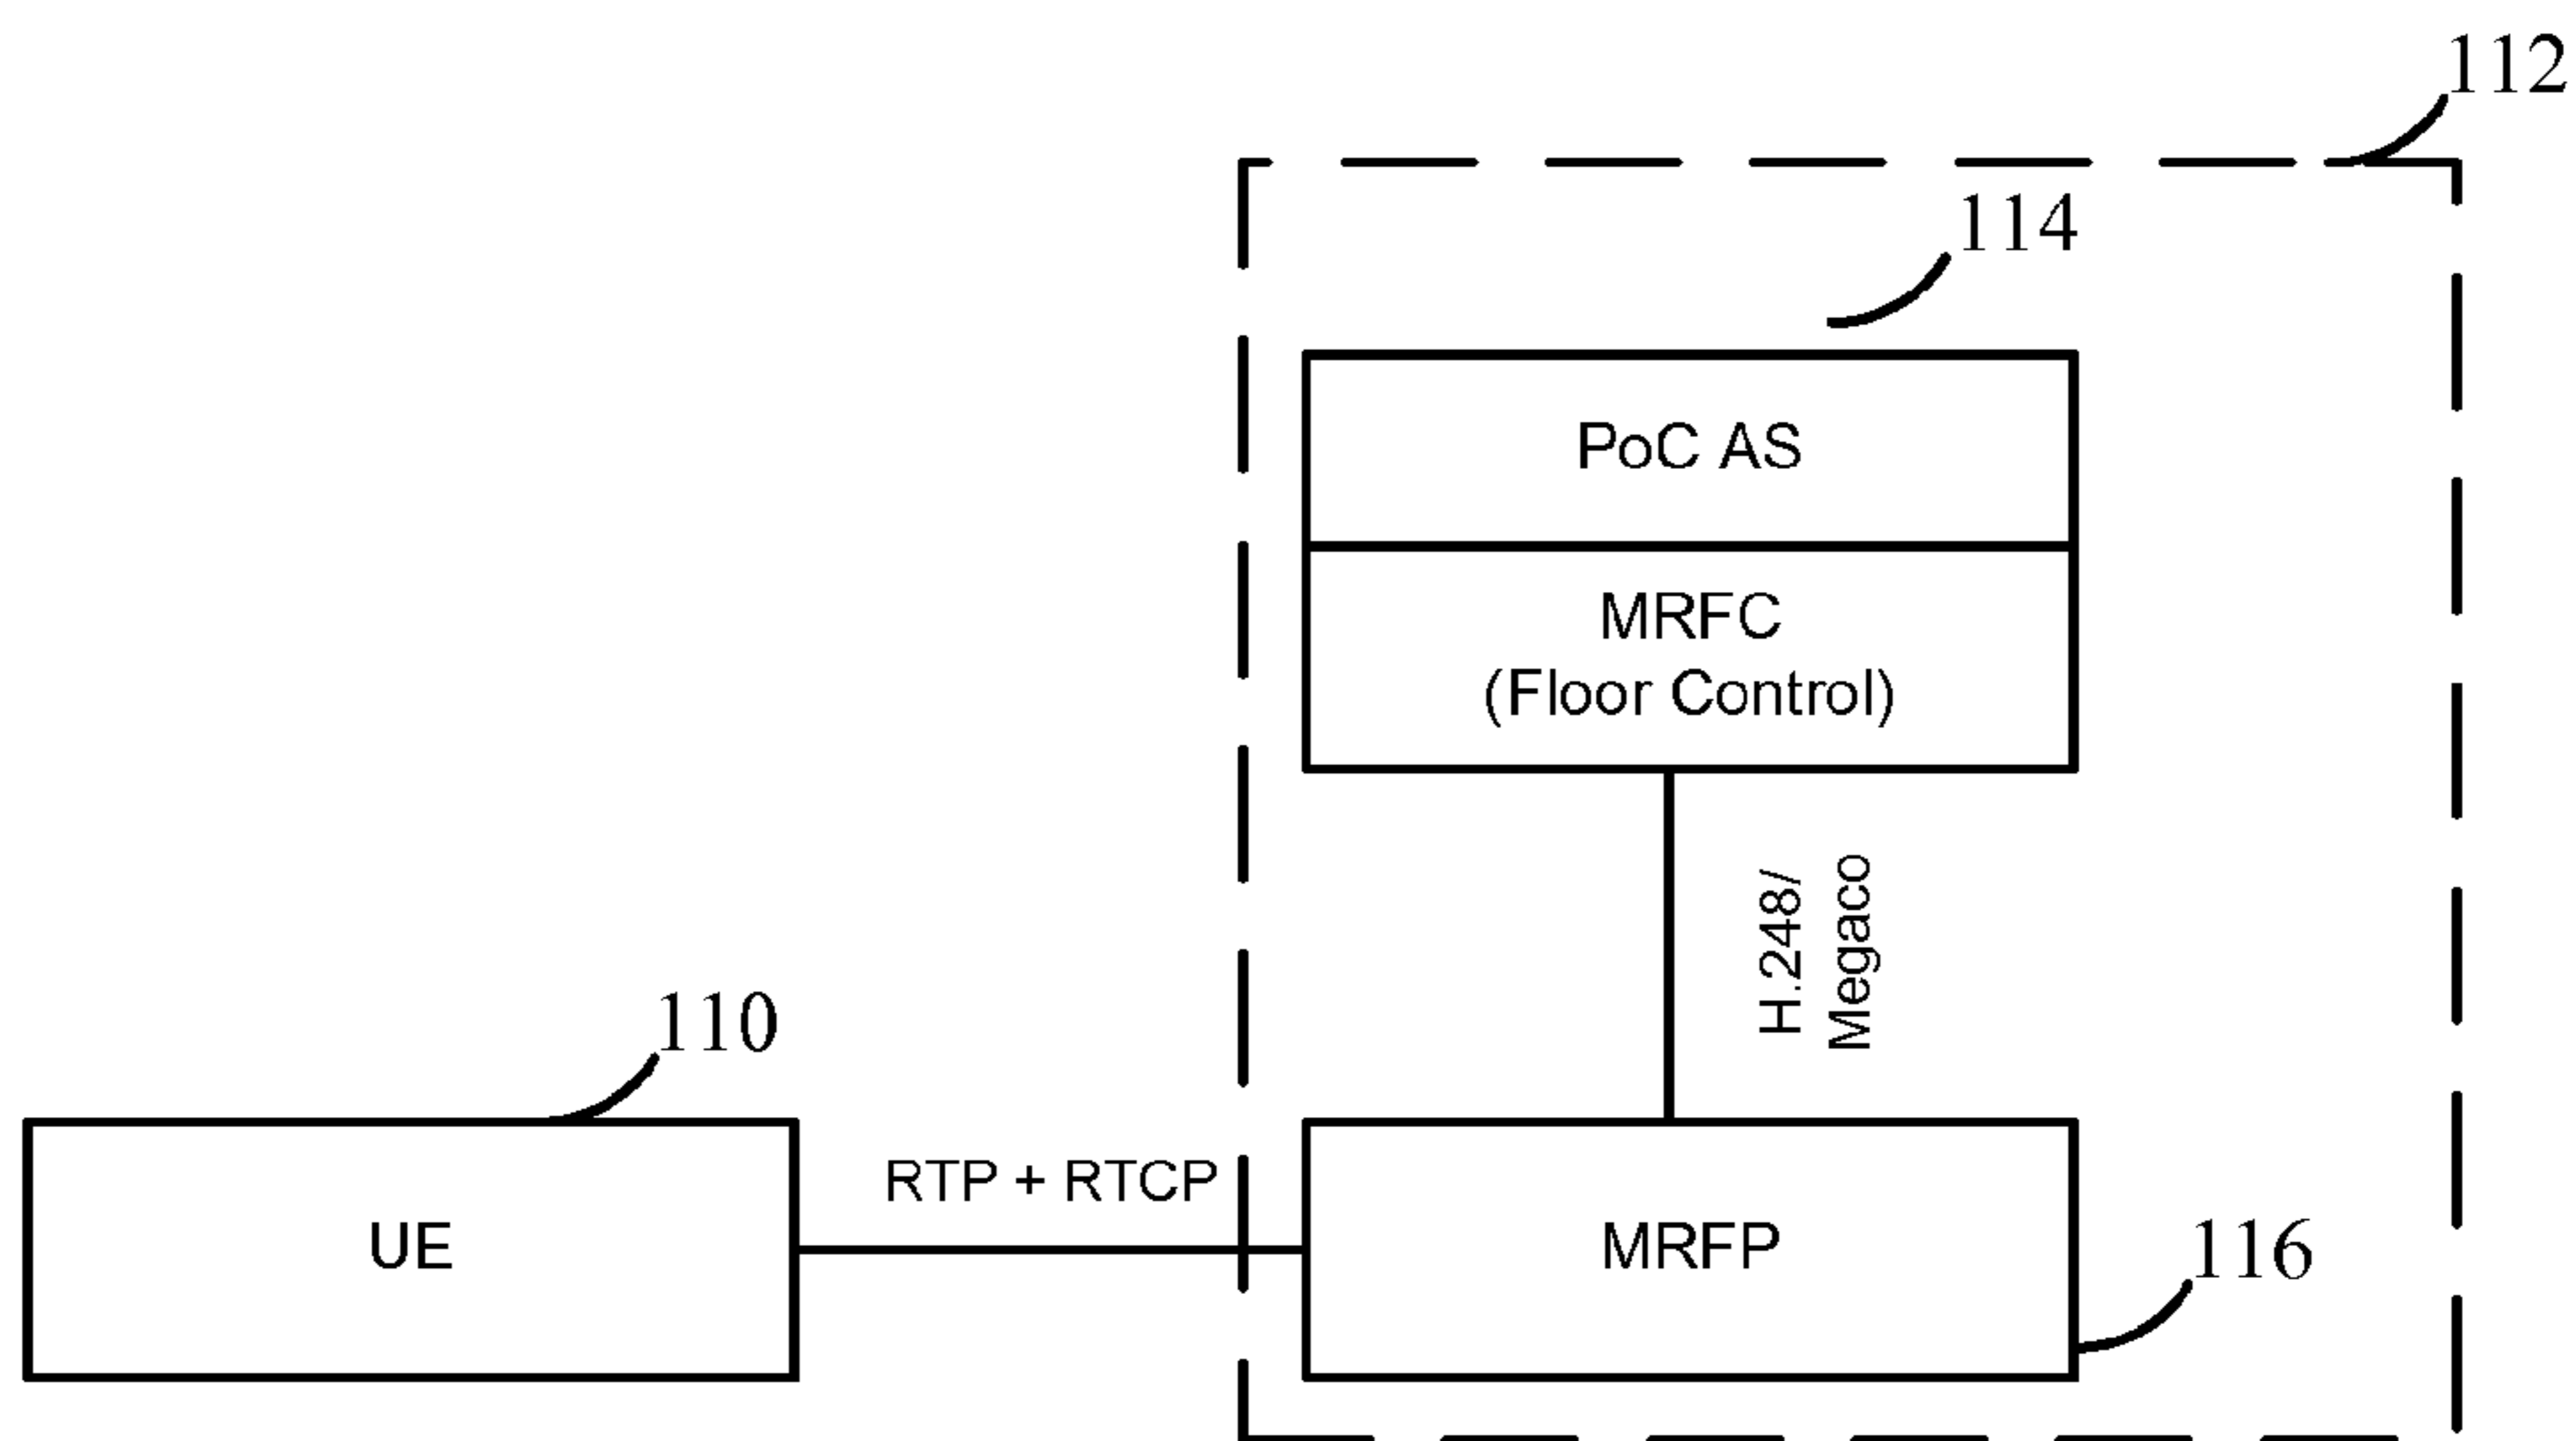 112
114
PoC AS
MRFC
(Floor Control)
H.248/
Megaco
110
UE
RTP + RTCP
MRFP
116